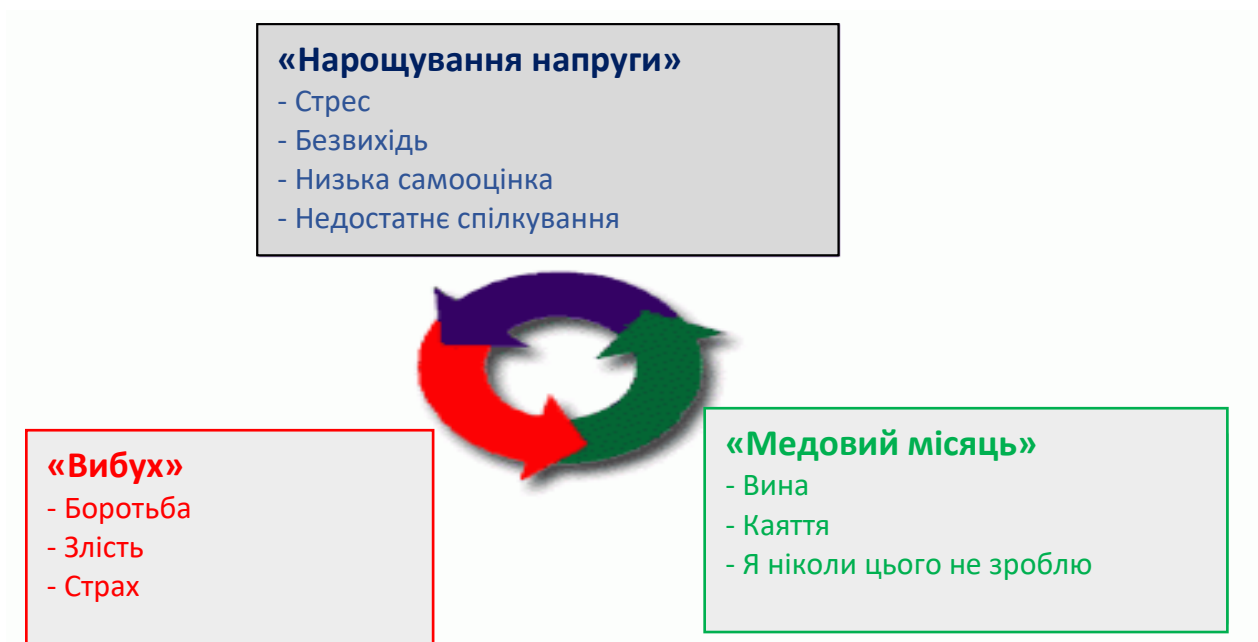 «Нарощування напруги»
- Стрес
- Безвихідь
- Низька самооцінка
- Недостатнє спілкування
«Вибух»
- Боротьба
- Злість
- Страх
«Медовий місяць»
- Вина
- Каяття
- Я ніколи цього не зроблю